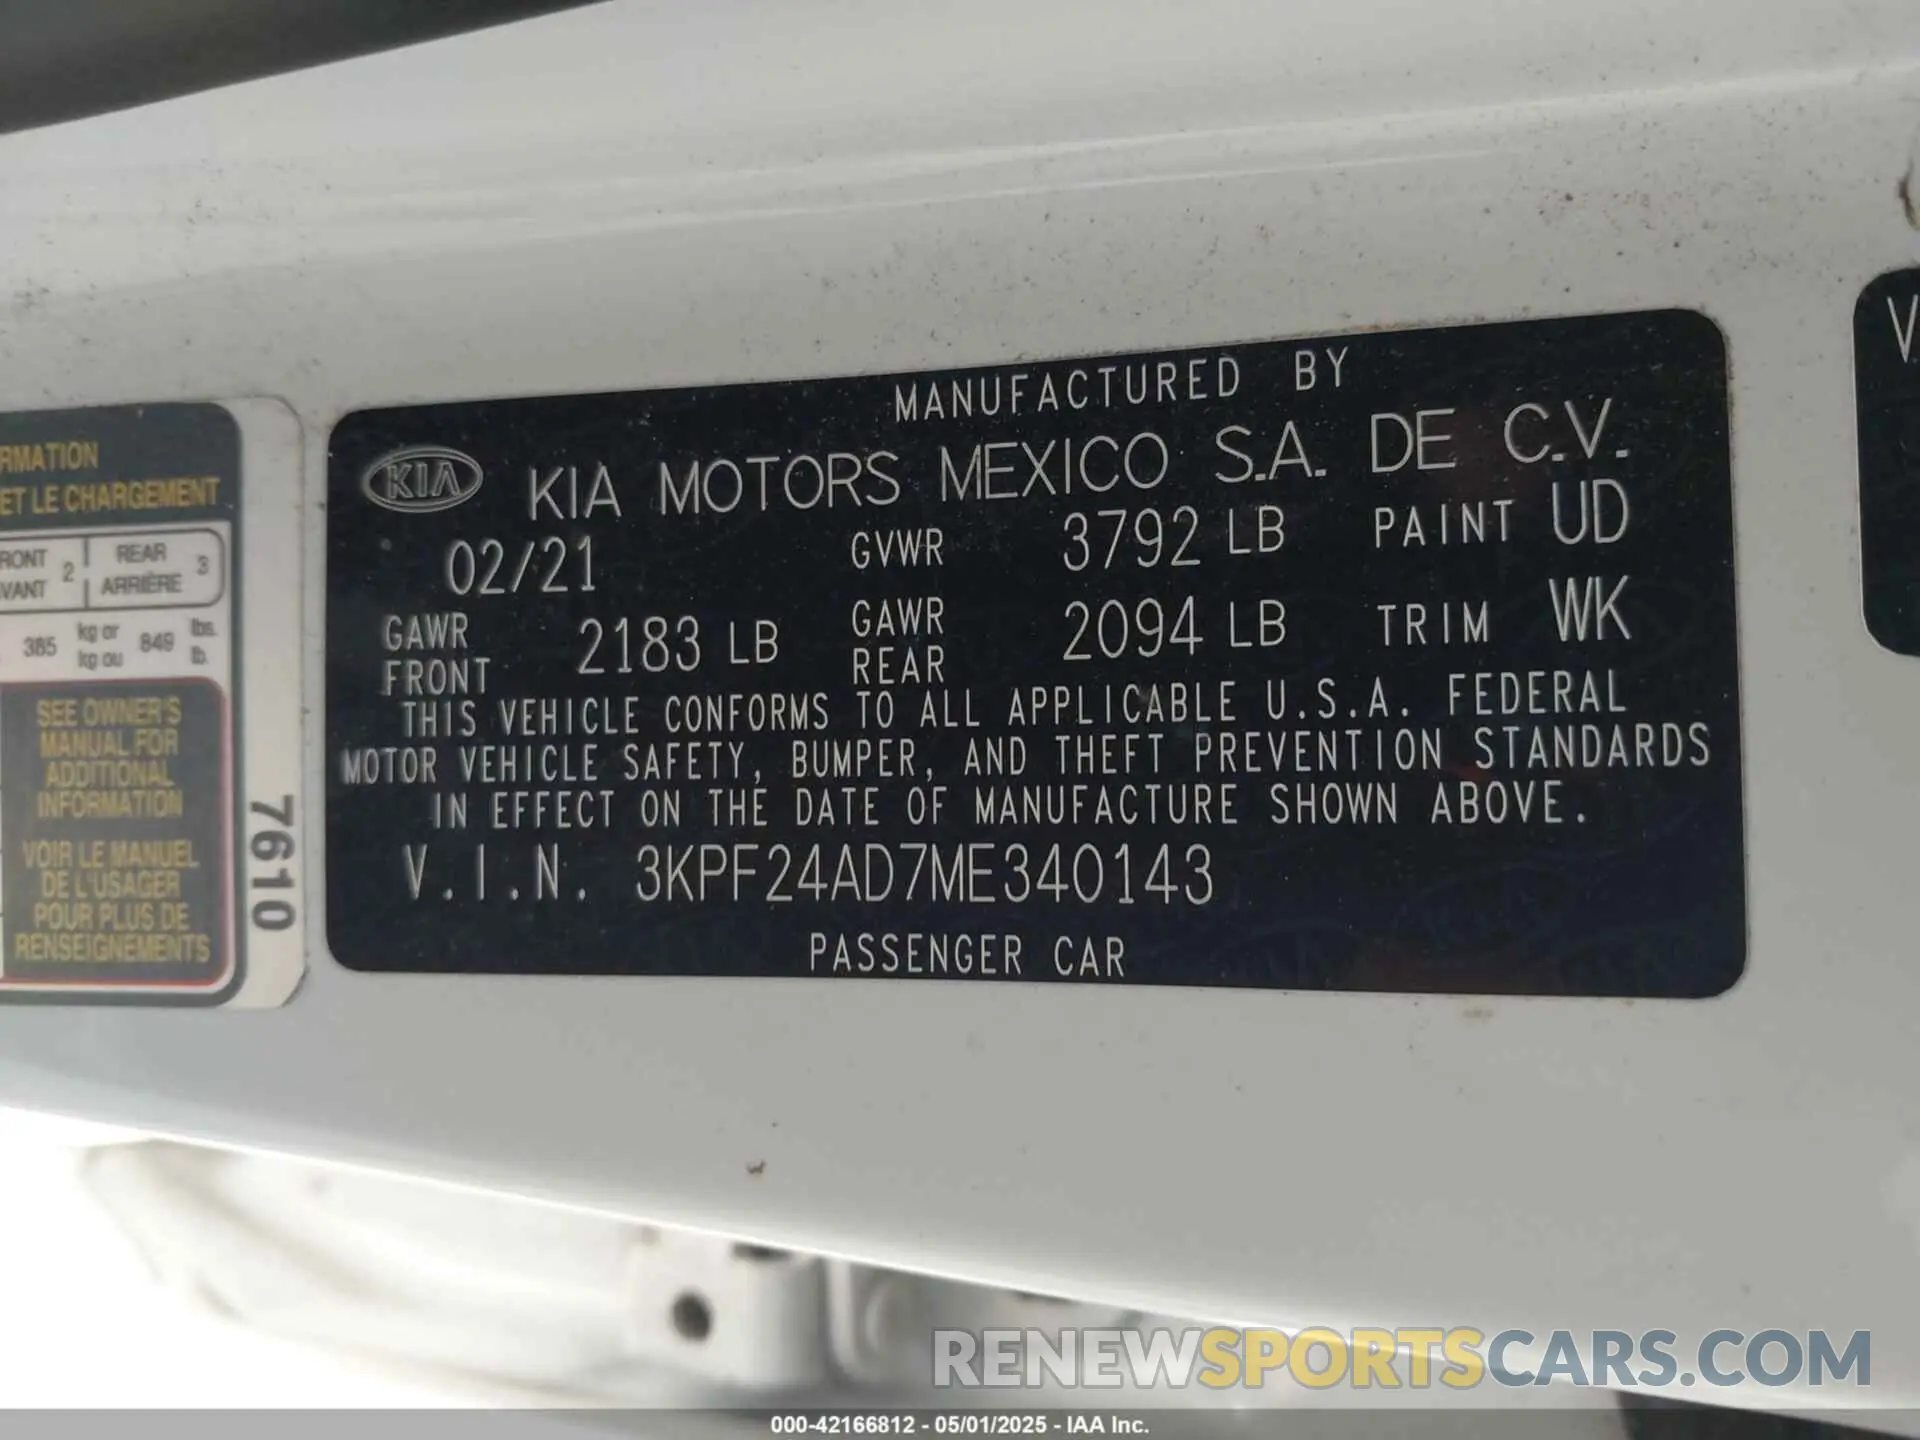 RMATION
ET LE CHARGEMENT
RONT 2 REAR 3
VANT ARRIÈRE
385 kg or 849 lbs.
kg ou lb.
SEE OWNER'S
MANUAL FOR
ADDITIONAL
INFORMATION
VOIR LE MANUEL
DE L'USAGER
POUR PLUS DE
RENSEIGNEMENTS
7610
MANUFACTURED BY
KIA KIA MOTORS MEXICO S.A. DE C.V.
02/21 GVWR 3792 LB PAINT UD
GAWR FRONT 2183 LB GAWR REAR 2094 LB TRIM WK
THIS VEHICLE CONFORMS TO ALL APPLICABLE U.S.A. FEDERAL
MOTOR VEHICLE SAFETY, BUMPER, AND THEFT PREVENTION STANDARDS
IN EFFECT ON THE DATE OF MANUFACTURE SHOWN ABOVE.
V.I.N. 3KPF24AD7ME340143
PASSENGER CAR
V
RENEWSPORTSCARS.COM
000-42166812 - 05/01/2025 - IAA Inc.